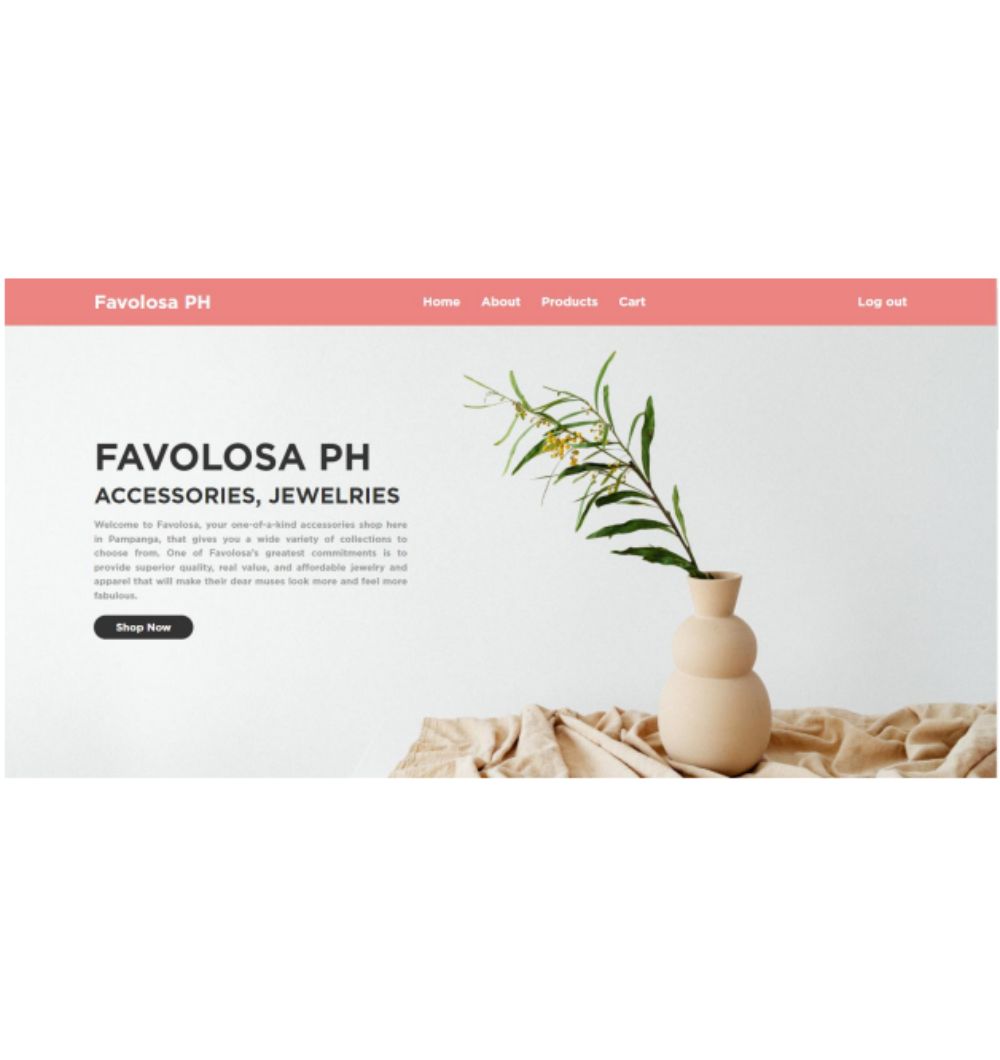 Favolosa PH
Home About Products Cart
Log out
FAVOLOSA PH
ACCESSORIES, JEWELRIES
Welcome to Favolosa, your one-of-a-kind accessories shop here
in Pampanga, that gives you a wide variety of collections to
choose from. One of Favolosa's greatest commitments is to
provide superior quality, real value, and affordable jewelry and
apparel that will make their dear muses look more and feel more
fabulous.
Shop Now